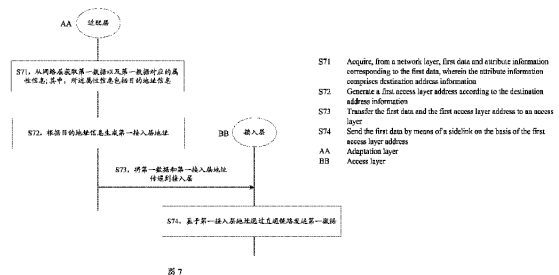 AA 适配层
S71，从网络层获取第一数据以及第一数据对应的属
性信息；其中，所述属性信息包括目的地址信息
S72，根据目的地址信息生成第一接入层地址
BB 接入层
S73，将第一数据和第一接入层地址
传递到接入层
S74，基于第一接入层地址通过直通链路发送第一数据
图 7
S71 Acquire, from a network layer, first data and attribute information
corresponding to the first data, wherein the attribute information
comprises destination address information
S72 Generate a first access layer address according to the destination
address information
S73 Transfer the first data and the first access layer address to an access
layer
S74 Send the first data by means of a sidelink on the basis of the first
access layer address
AA Adaptation layer
BB Access layer